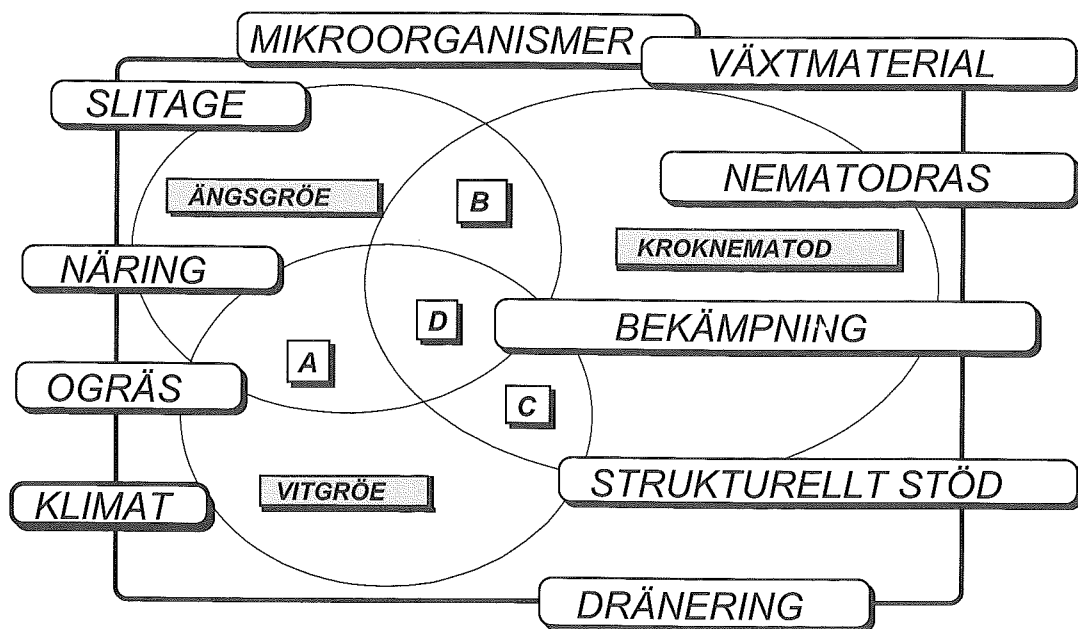 MIKROORGANISMER
VÄXTMATERIAL
SLITAGE
NEMATODRAS
ÄNGSGRÖE
B
KROKNEMATOD
NÄRING
D
BEKÄMPNING
A
OGRÄS
C
STRUKTURELLT STÖD
VITGRÖE
KLIMAT
DRÄNERING